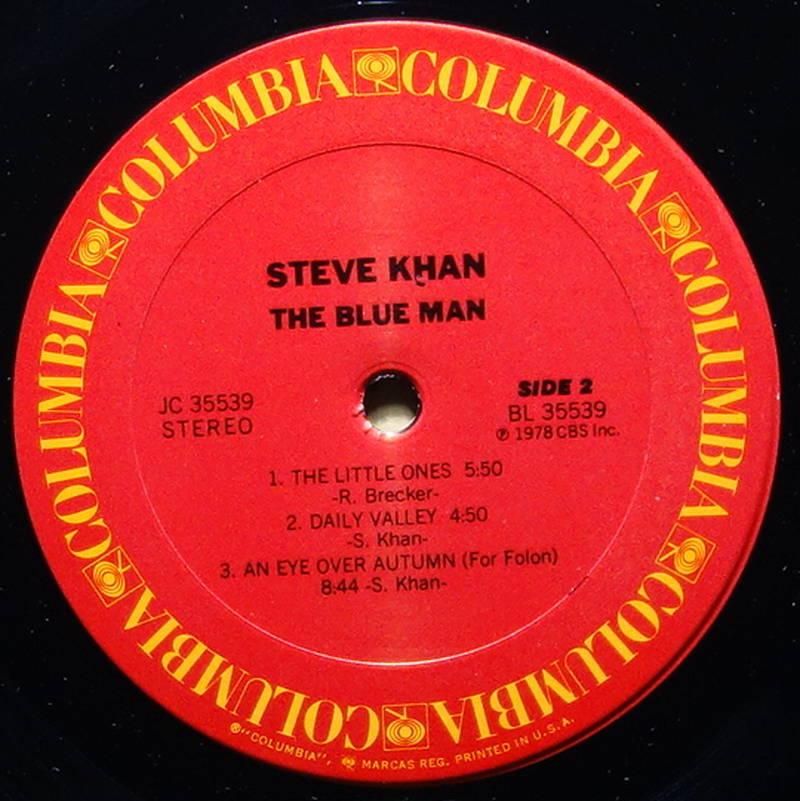 COLUMBIA COLUMBIA COLUMBIA COLUMBIA COLUMBIA COLUMBIA
STEVE KHAN
THE BLUE MAN
JC 35539
STEREO
SIDE 2
BL 35539
℗ 1978 CBS Inc.
1. THE LITTLE ONES 5:50
-R. Brecker-
2. DAILY VALLEY 4:50
-S. Khan-
3. AN EYE OVER AUTUMN (For Folon)
8:44 -S. Khan-
®"COLUMBIA", MARCAS REG. PRINTED IN U.S.A.